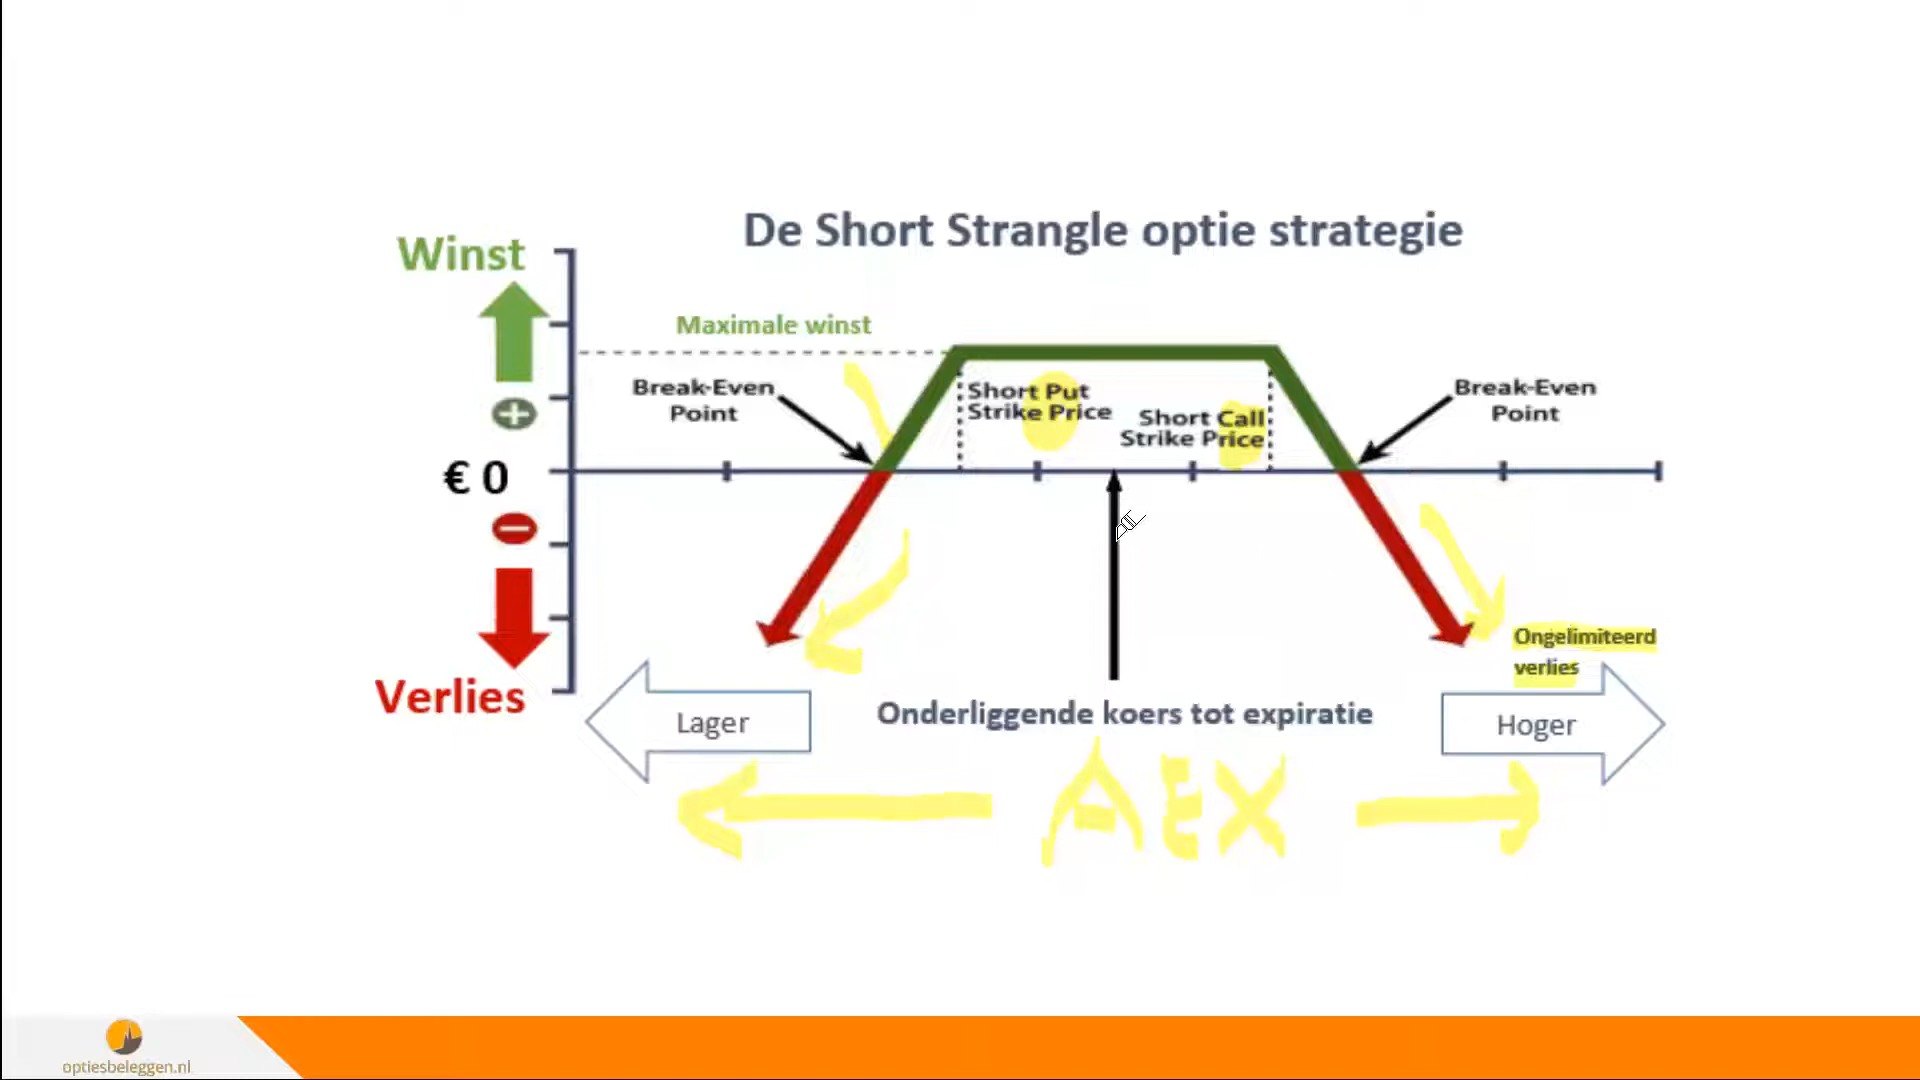 De Short Strangle optie strategie
Winst
Maximale winst
Break-Even
Point
Short Put
Strike Price
Short Call
Strike Price
Break-Even
Point
€ 0
Ongelimiteerd
verlies
Verlies
Lager
Onderliggende koers tot expiratie
Hoger
AEX
optiesbeleggen.nl